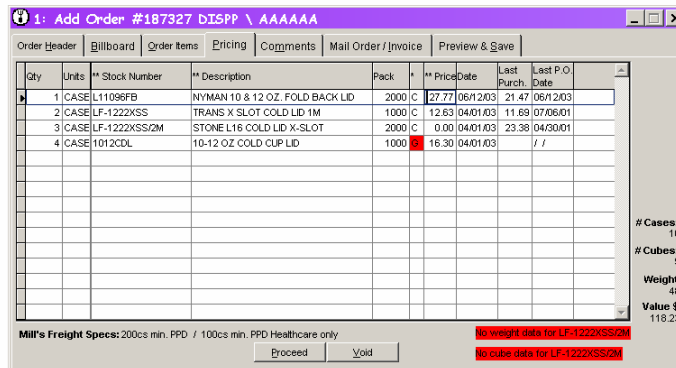 1: Add Order #187327 DISPP \ AAAAAA
Order Header Billboard Order Items Pricing Comments Mail Order / Invoice Preview & Save
Qty Units ** Stock Number ** Description Pack * ** Price Date Last Purch. Last P.O. Date
1 CASE L11096FB NYMAN 10 & 12 OZ. FOLD BACK LID 2000 C 27.77 06/12/03 21.47 06/12/03
2 CASE LF-1222XSS TRANS X SLOT COLD LID 1M 1000 C 12.63 04/01/03 11.69 07/06/01
3 CASE LF-1222XSS/2M STONE L16 COLD LID X-SLOT 2000 C 0.00 04/01/03 23.38 04/30/01
4 CASE 1012CDL 10-12 OZ COLD CUP LID 1000 G 16.30 04/01/03 / /
# Cases
# Cubes
Weight
Value $
118.23
Mill's Freight Specs: 200cs min. PPD / 100cs min. PPD Healthcare only
No weight data for LF-1222XSS/2M
Proceed Void
No cube data for LF-1222XSS/2M